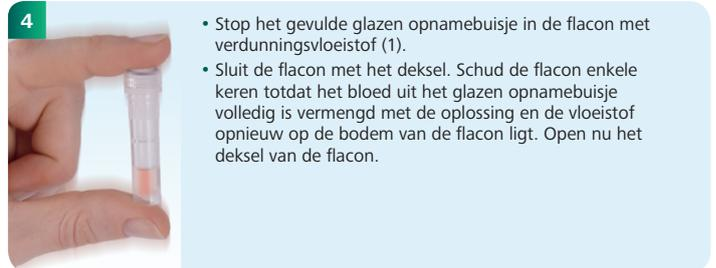 4
• Stop het gevulde glazen opnamebuisje in de flacon met
verdunningsvloeistof (1).
• Sluit de flacon met het deksel. Schud de flacon enkele
keren totdat het bloed uit het glazen opnamebuisje
volledig is vermengd met de oplossing en de vloeistof
opnieuw op de bodem van de flacon ligt. Open nu het
deksel van de flacon.